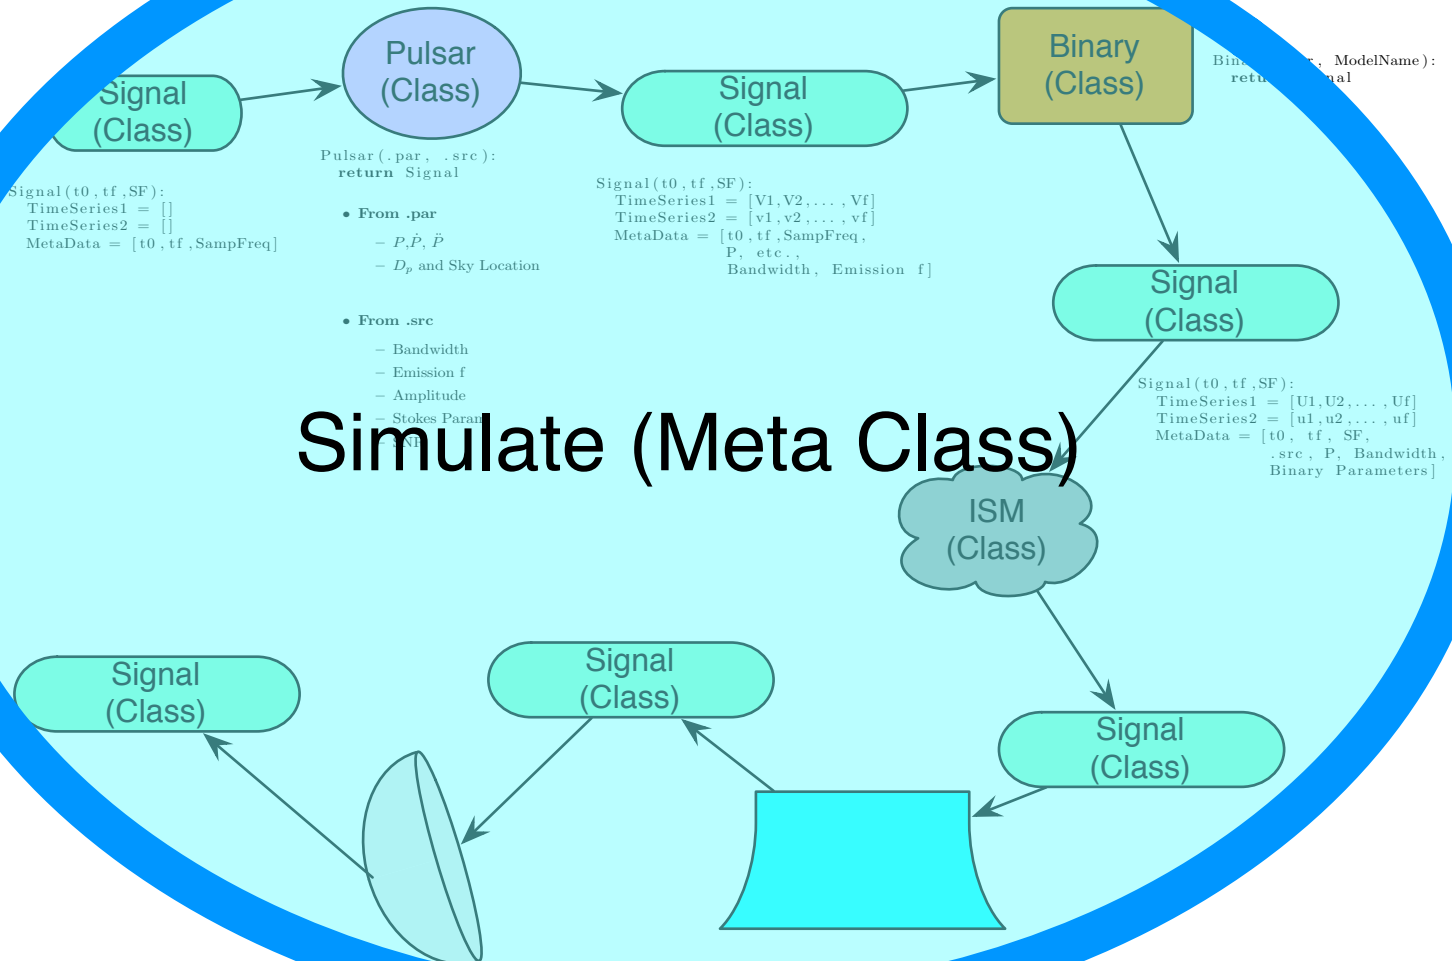 Pulsar
(Class)
Binary
(Class)
Signal
(Class)
Signal
(Class)
, ModelName):
Pulsar(.par, .src):
return Signal
Signal(t0,tf,SF):
TimeSeries1 = []
TimeSeries2 = []
MetaData = [t0,tf,SampFreq]
• From .par
– P,Ṗ, P̈
– Dₚ and Sky Location
• From .src
– Bandwidth
– Emission f
– Amplitude
– Stokes Param
Signal(t0,tf,SF):
TimeSeries1 = [V1,V2,...,Vf]
TimeSeries2 = [v1,v2,...,vf]
MetaData = [t0,tf,SampFreq,
P, etc.,
Bandwidth, Emission f]
Signal
(Class)
Signal(t0,tf,SF):
TimeSeries1 = [U1,U2,...,Uf]
TimeSeries2 = [u1,u2,...,uf]
MetaData = [t0, tf, SF,
.src, P, Bandwidth,
Binary Parameters]
Simulate (Meta Class)
ISM
(Class)
Signal
(Class)
Signal
(Class)
Signal
(Class)